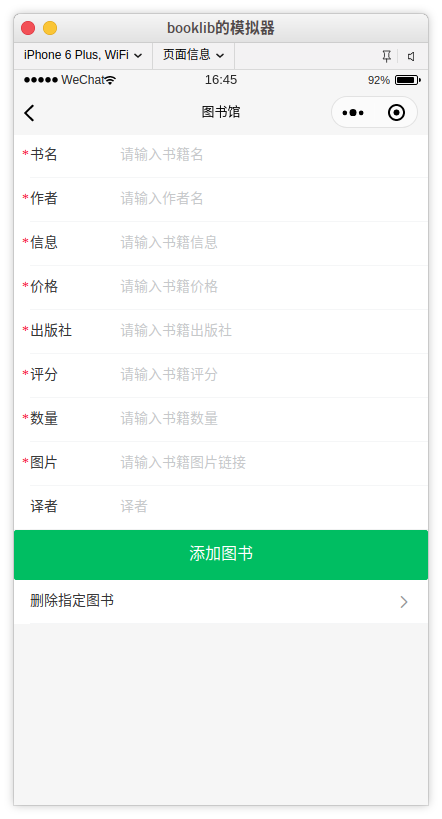 booklib的模拟器
iPhone 6 Plus, WiFi 页面信息
WeChat 16:45 92%
图书馆
*书名 请输入书籍名
*作者 请输入作者名
*信息 请输入书籍信息
*价格 请输入书籍价格
*出版社 请输入书籍出版社
*评分 请输入书籍评分
*数量 请输入书籍数量
*图片 请输入书籍图片链接
译者 译者
添加图书
删除指定图书